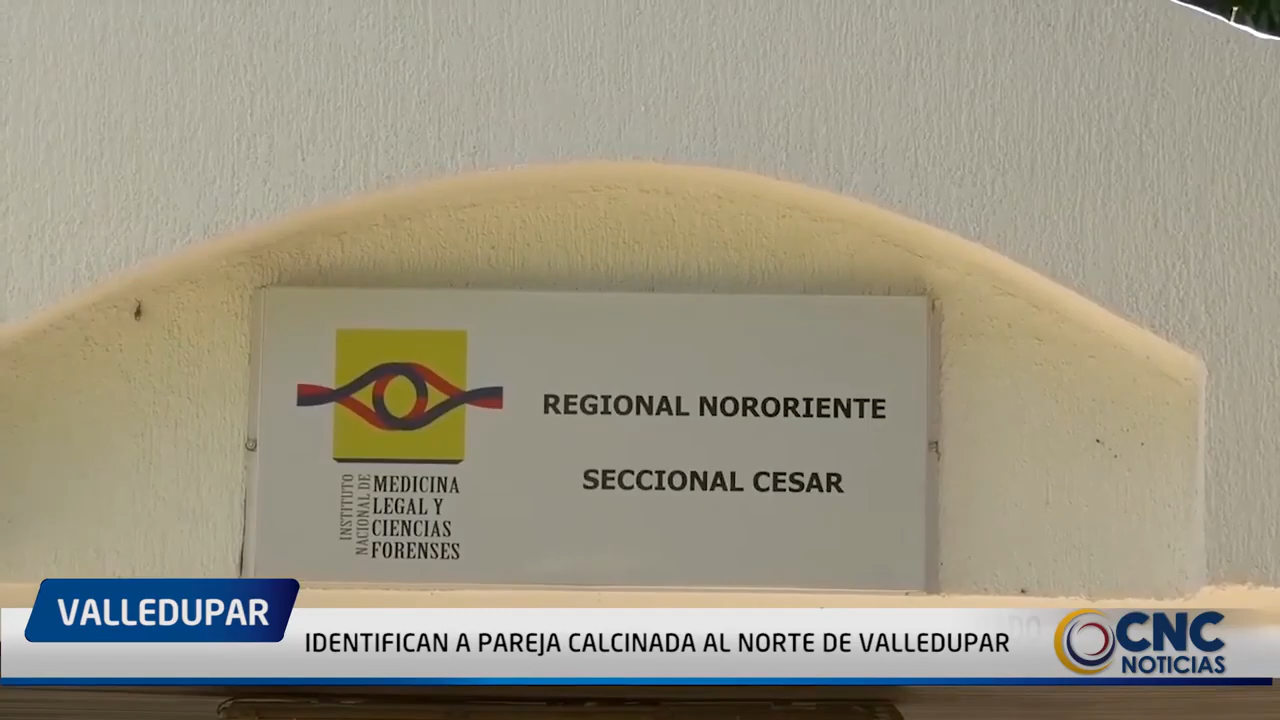 INSTITUTO
NACIONAL DE
MEDICINA
LEGAL Y
CIENCIAS
FORENSES
REGIONAL NORORIENTE
SECCIONAL CESAR
VALLEDUPAR
IDENTIFICAN A PAREJA CALCINADA AL NORTE DE VALLEDUPAR
CNC
NOTICIAS